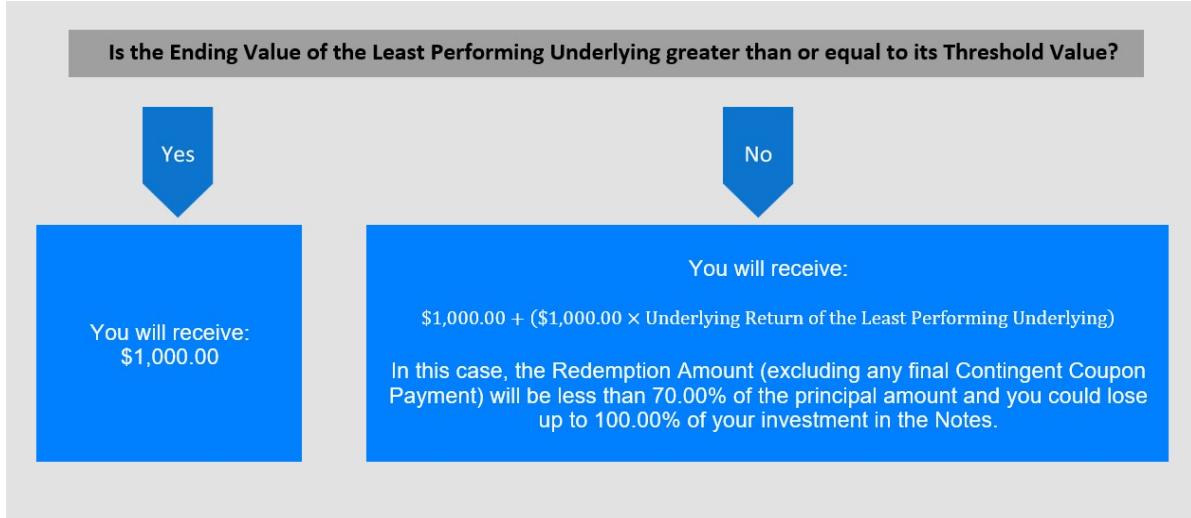 Is the Ending Value of the Least Performing Underlying greater than or equal to its Threshold Value?
Yes
No
You will receive:
$1,000.00
You will receive:
$1,000.00 + ($1,000.00 × Underlying Return of the Least Performing Underlying)
In this case, the Redemption Amount (excluding any final Contingent Coupon
Payment) will be less than 70.00% of the principal amount and you could lose
up to 100.00% of your investment in the Notes.